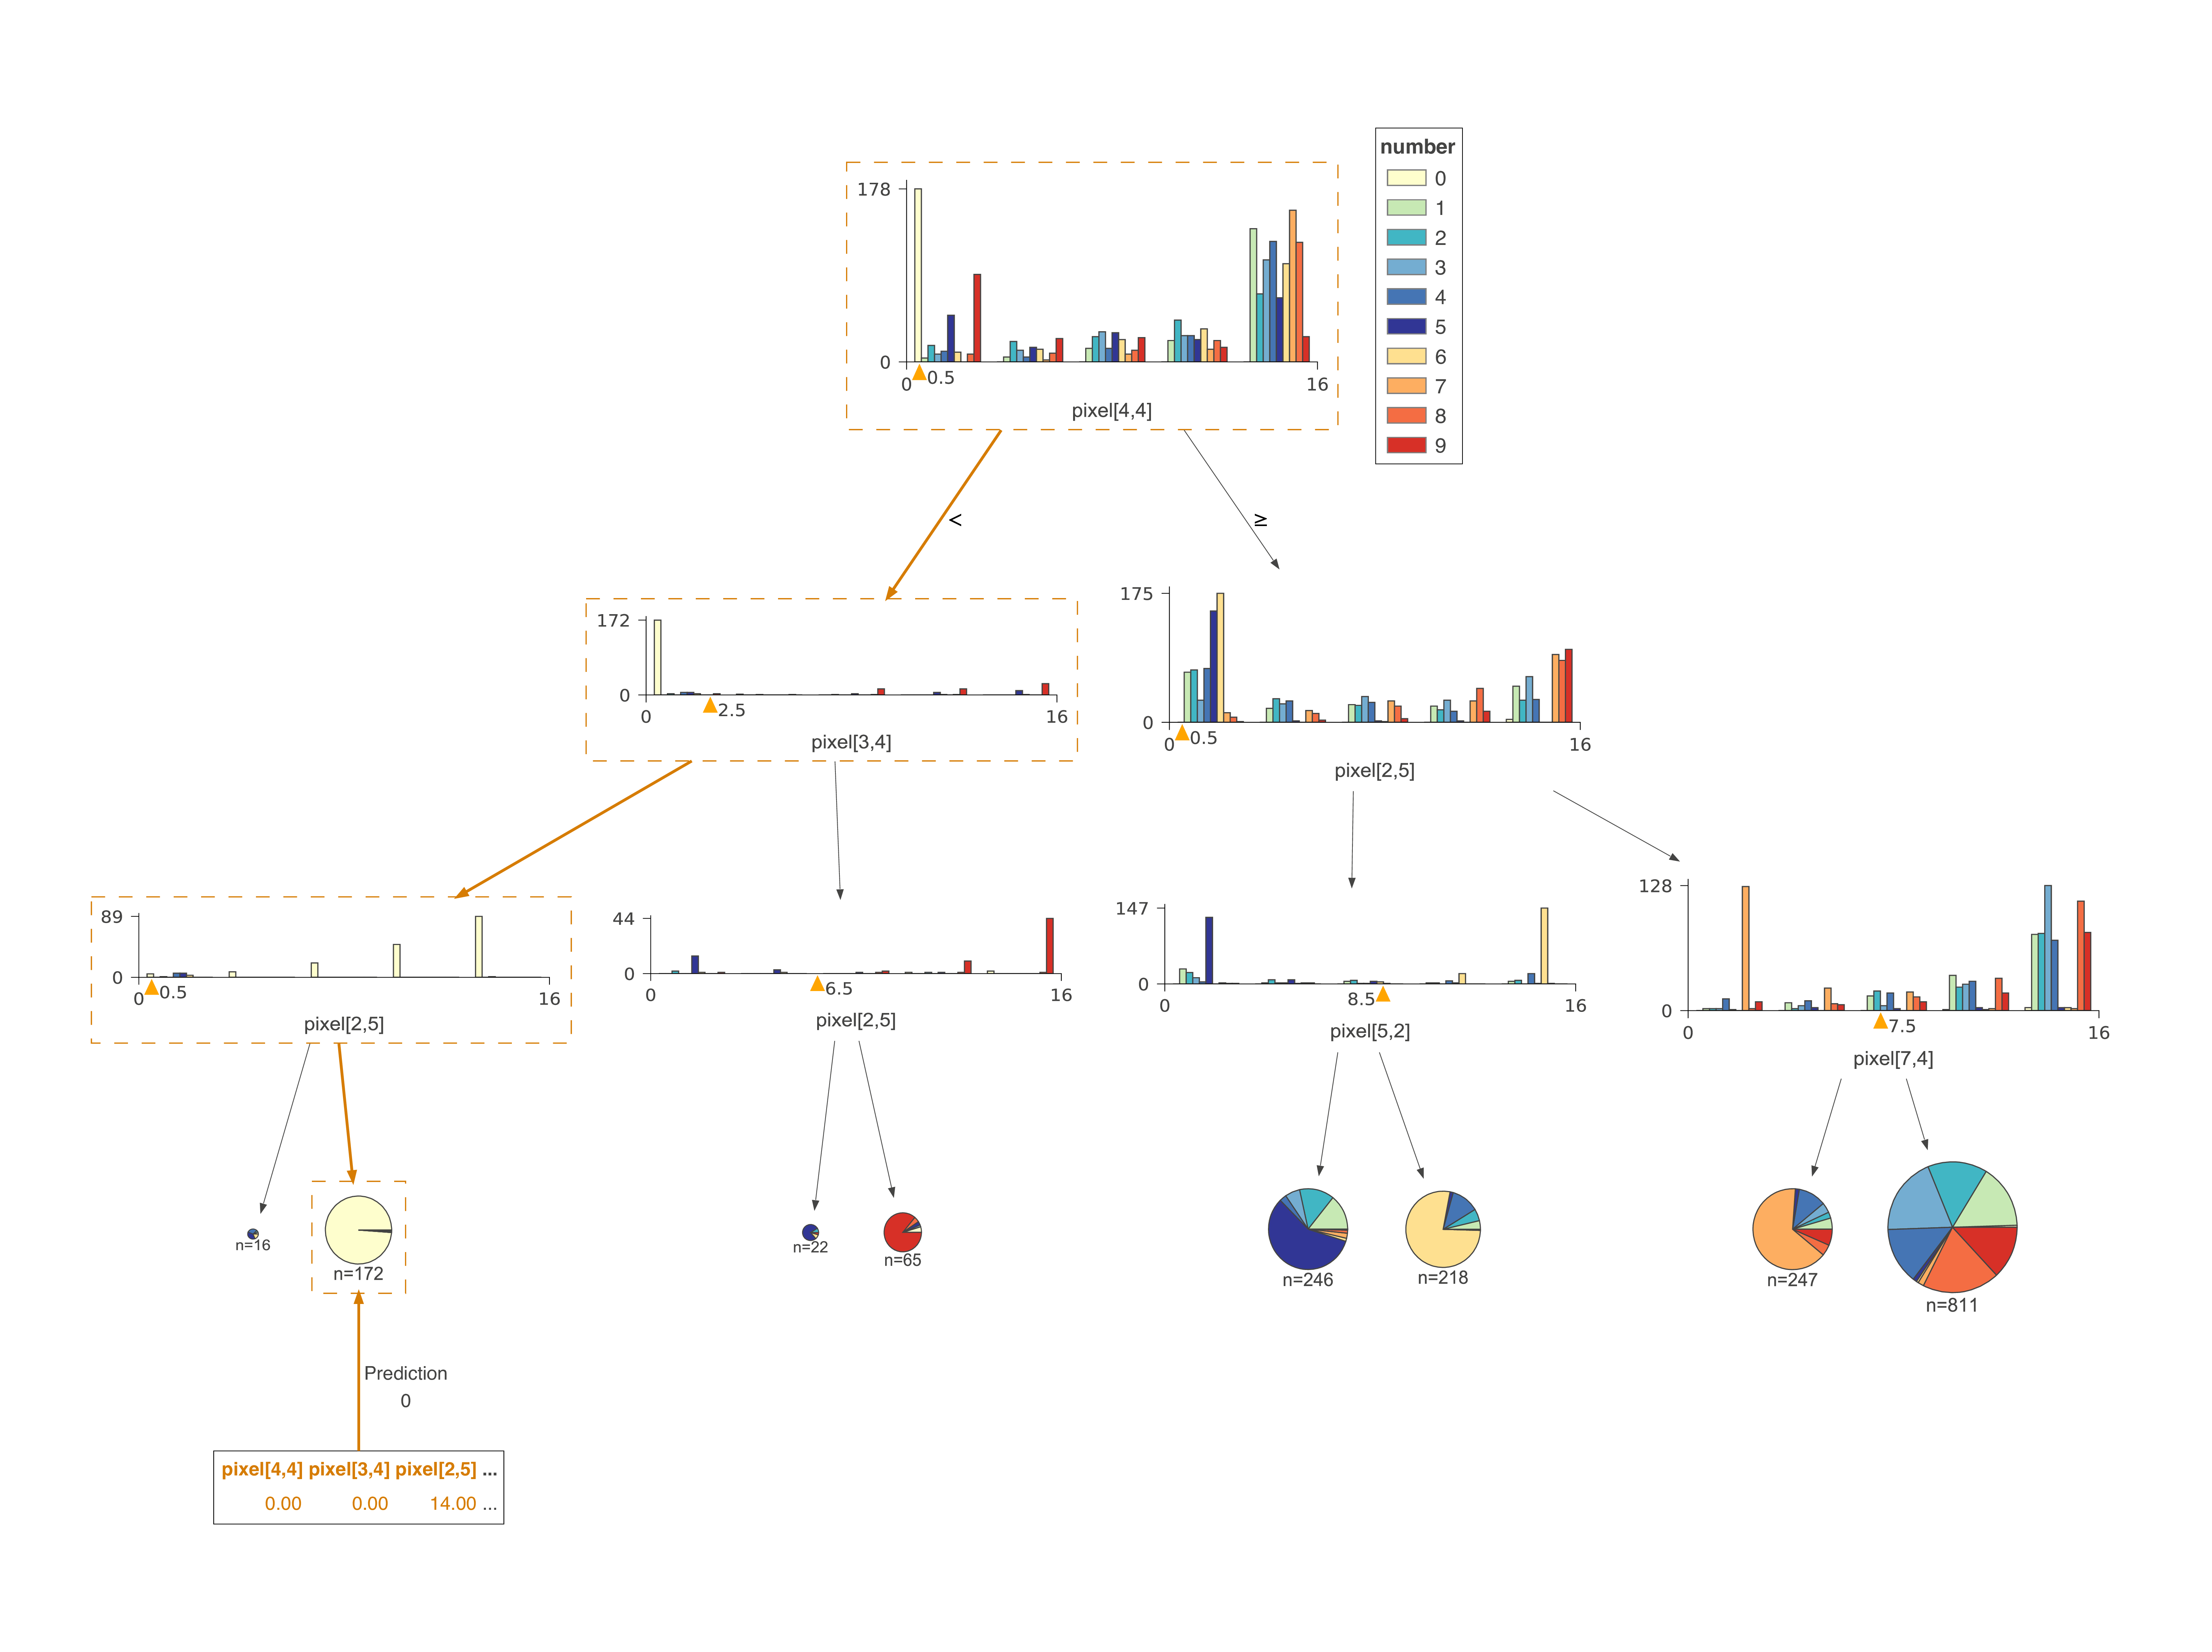 number
0
1
2
3
4
5
6
7
8
9
178
0
0
0.5
16
pixel[4,4]
<
≥
172
0
0
2.5
16
pixel[3,4]
175
0
0
0.5
16
pixel[2,5]
89
0
0
0.5
16
pixel[2,5]
44
0
0
6.5
16
pixel[2,5]
147
0
0
8.5
16
pixel[5,2]
128
0
0
7.5
16
pixel[7,4]
n=16
n=172
n=22
n=65
n=246
n=218
n=247
n=811
Prediction
0
pixel[4,4] pixel[3,4] pixel[2,5] ...
0.00 0.00 14.00 ...